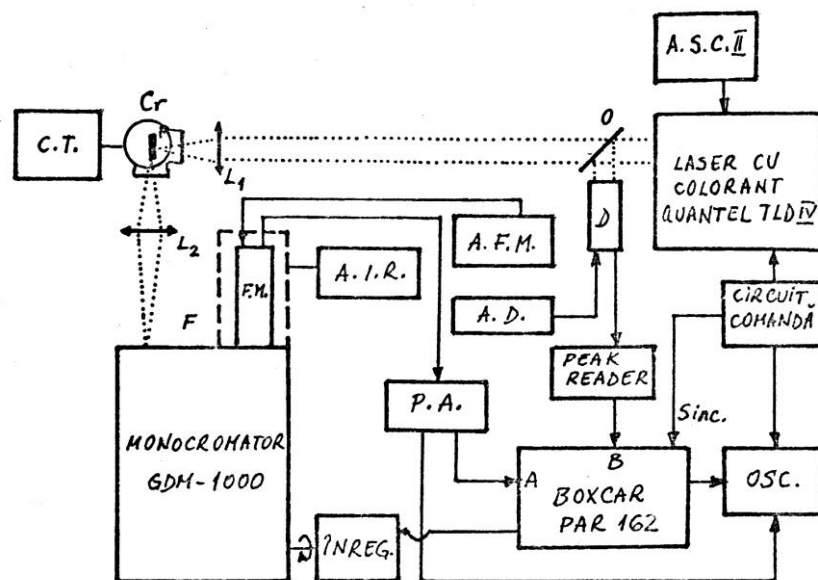 A.S.C. II
Cr
O
C.T.
L1
LASER CU
COLORANT
QUANTEL TLD IV
D
L2
A.F.M.
F.M.
A.I.R.
F
A.D.
CIRCUIT
COMANDĂ
PEAK
READER
P.A.
Sinc.
MONOCROMATOR
GDM-1000
A
B
BOXCAR
PAR 162
OSC.
ÎNREG.